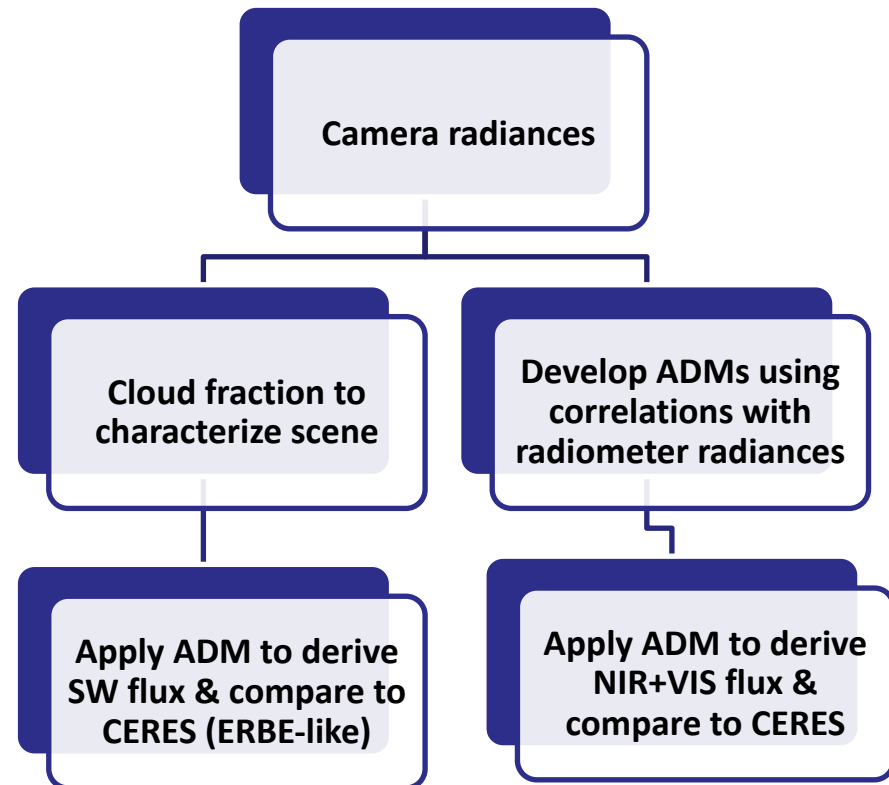 Camera radiances
Cloud fraction to
characterize scene
Develop ADMs using
correlations with
radiometer radiances
Apply ADM to derive
SW flux & compare to
CERES (ERBE-like)
Apply ADM to derive
NIR+VIS flux &
compare to CERES